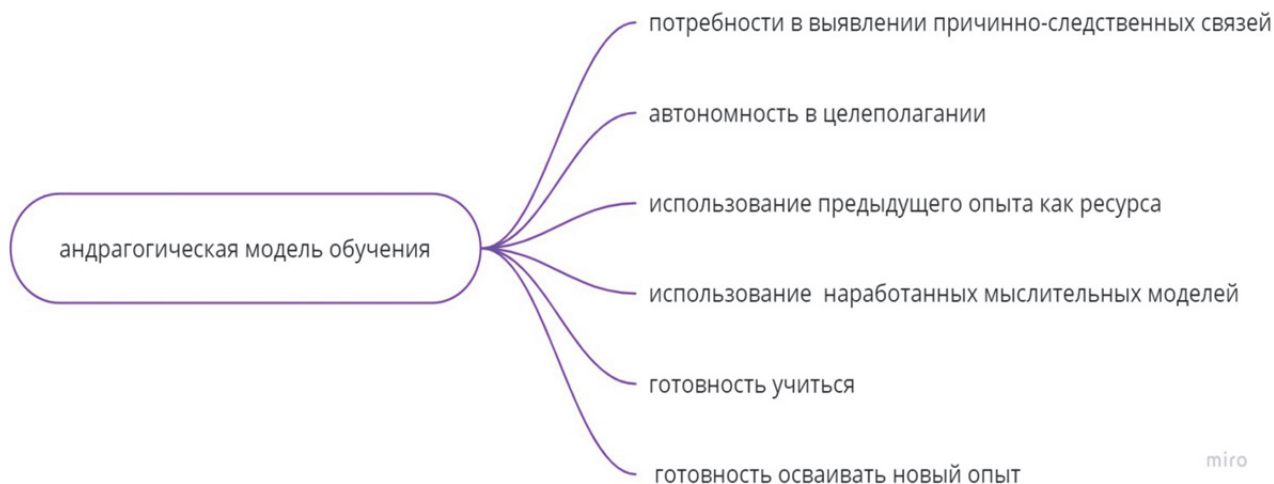 потребности в выявлении причинно-следственных связей
автономность в целеполагании
использование предыдущего опыта как ресурса
андрагогическая модель обучения
использование наработанных мыслительных моделей
готовность учиться
готовность осваивать новый опыт
miro